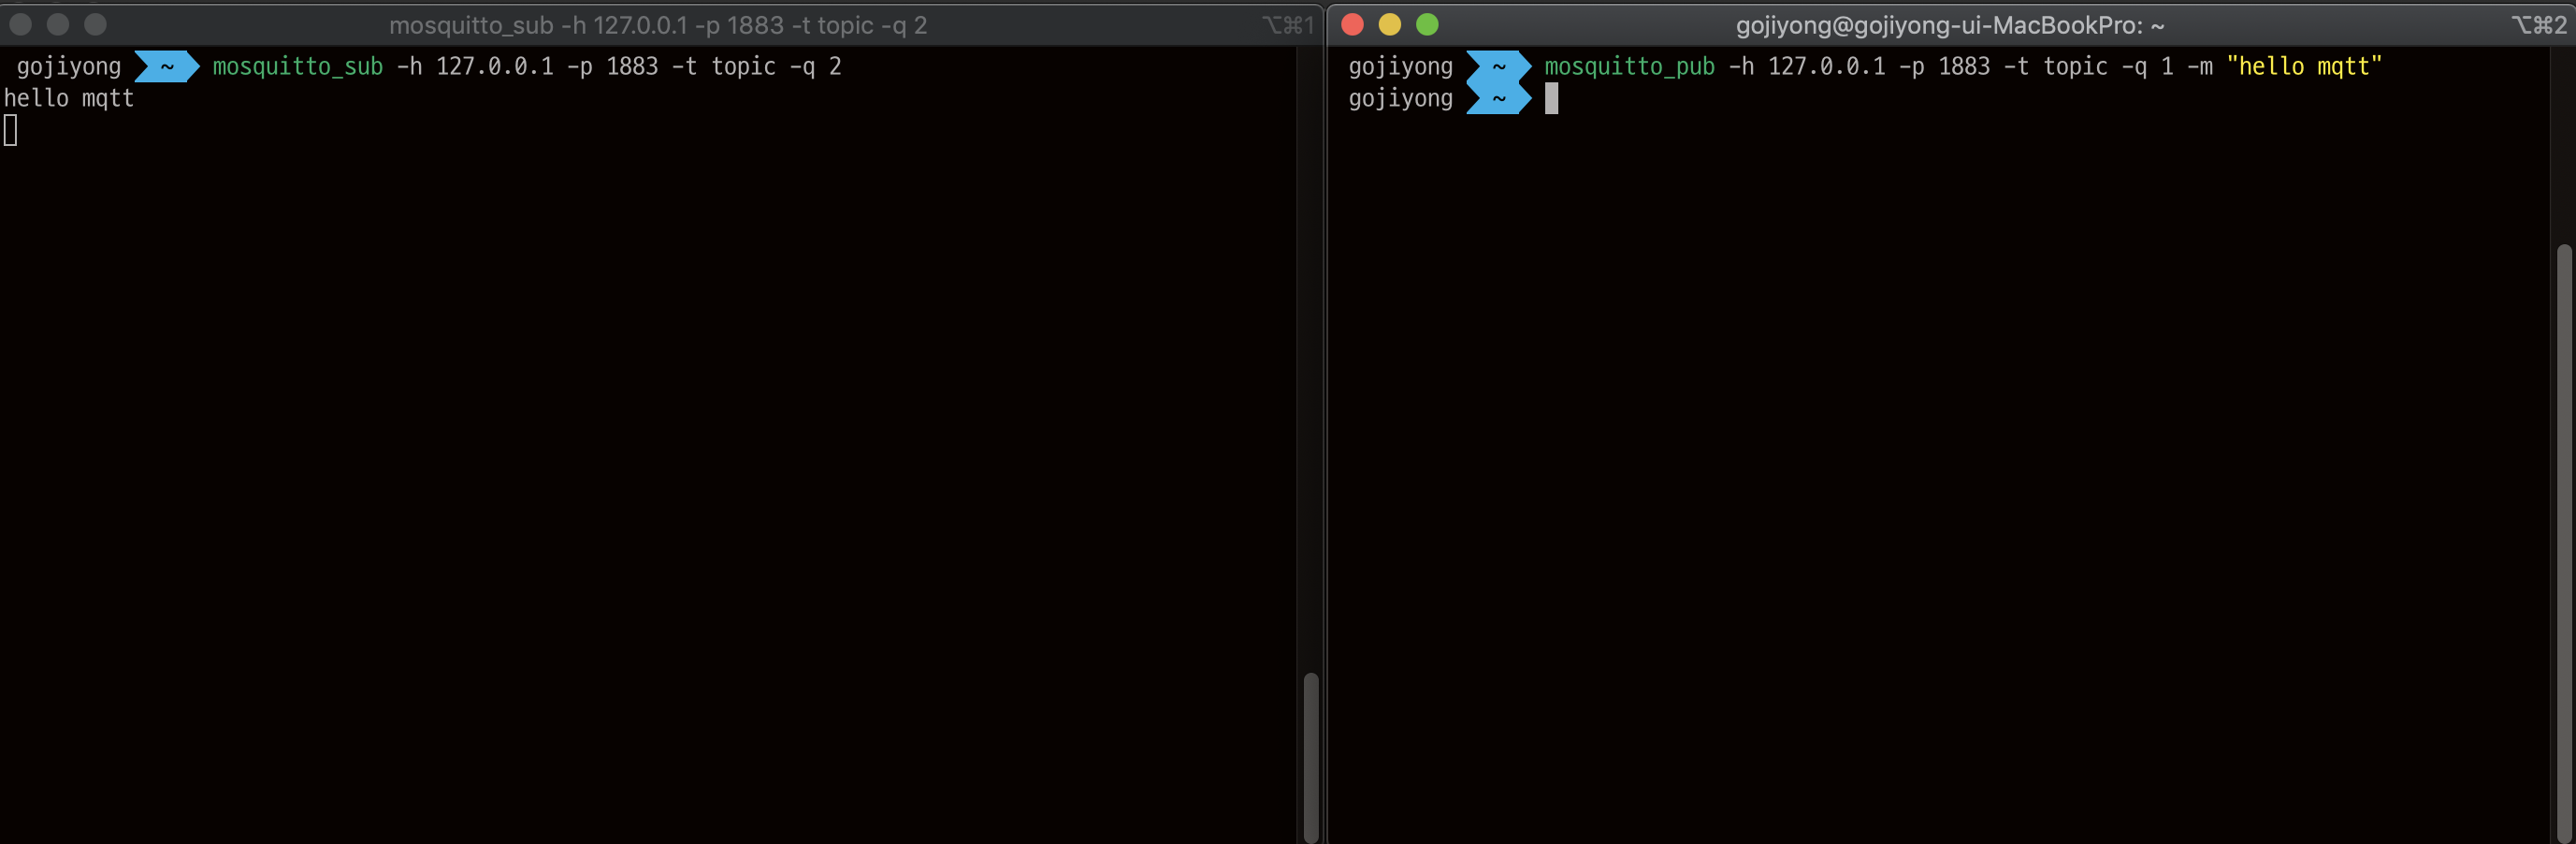 mosquitto_sub -h 127.0.0.1 -p 1883 -t topic -q 2
⌥⌘1
gojiyong ~ mosquitto_sub -h 127.0.0.1 -p 1883 -t topic -q 2
hello mqtt
gojiyong@gojiyong-ui-MacBookPro: ~
⌥⌘2
gojiyong ~ mosquitto_pub -h 127.0.0.1 -p 1883 -t topic -q 1 -m "hello mqtt"
gojiyong ~